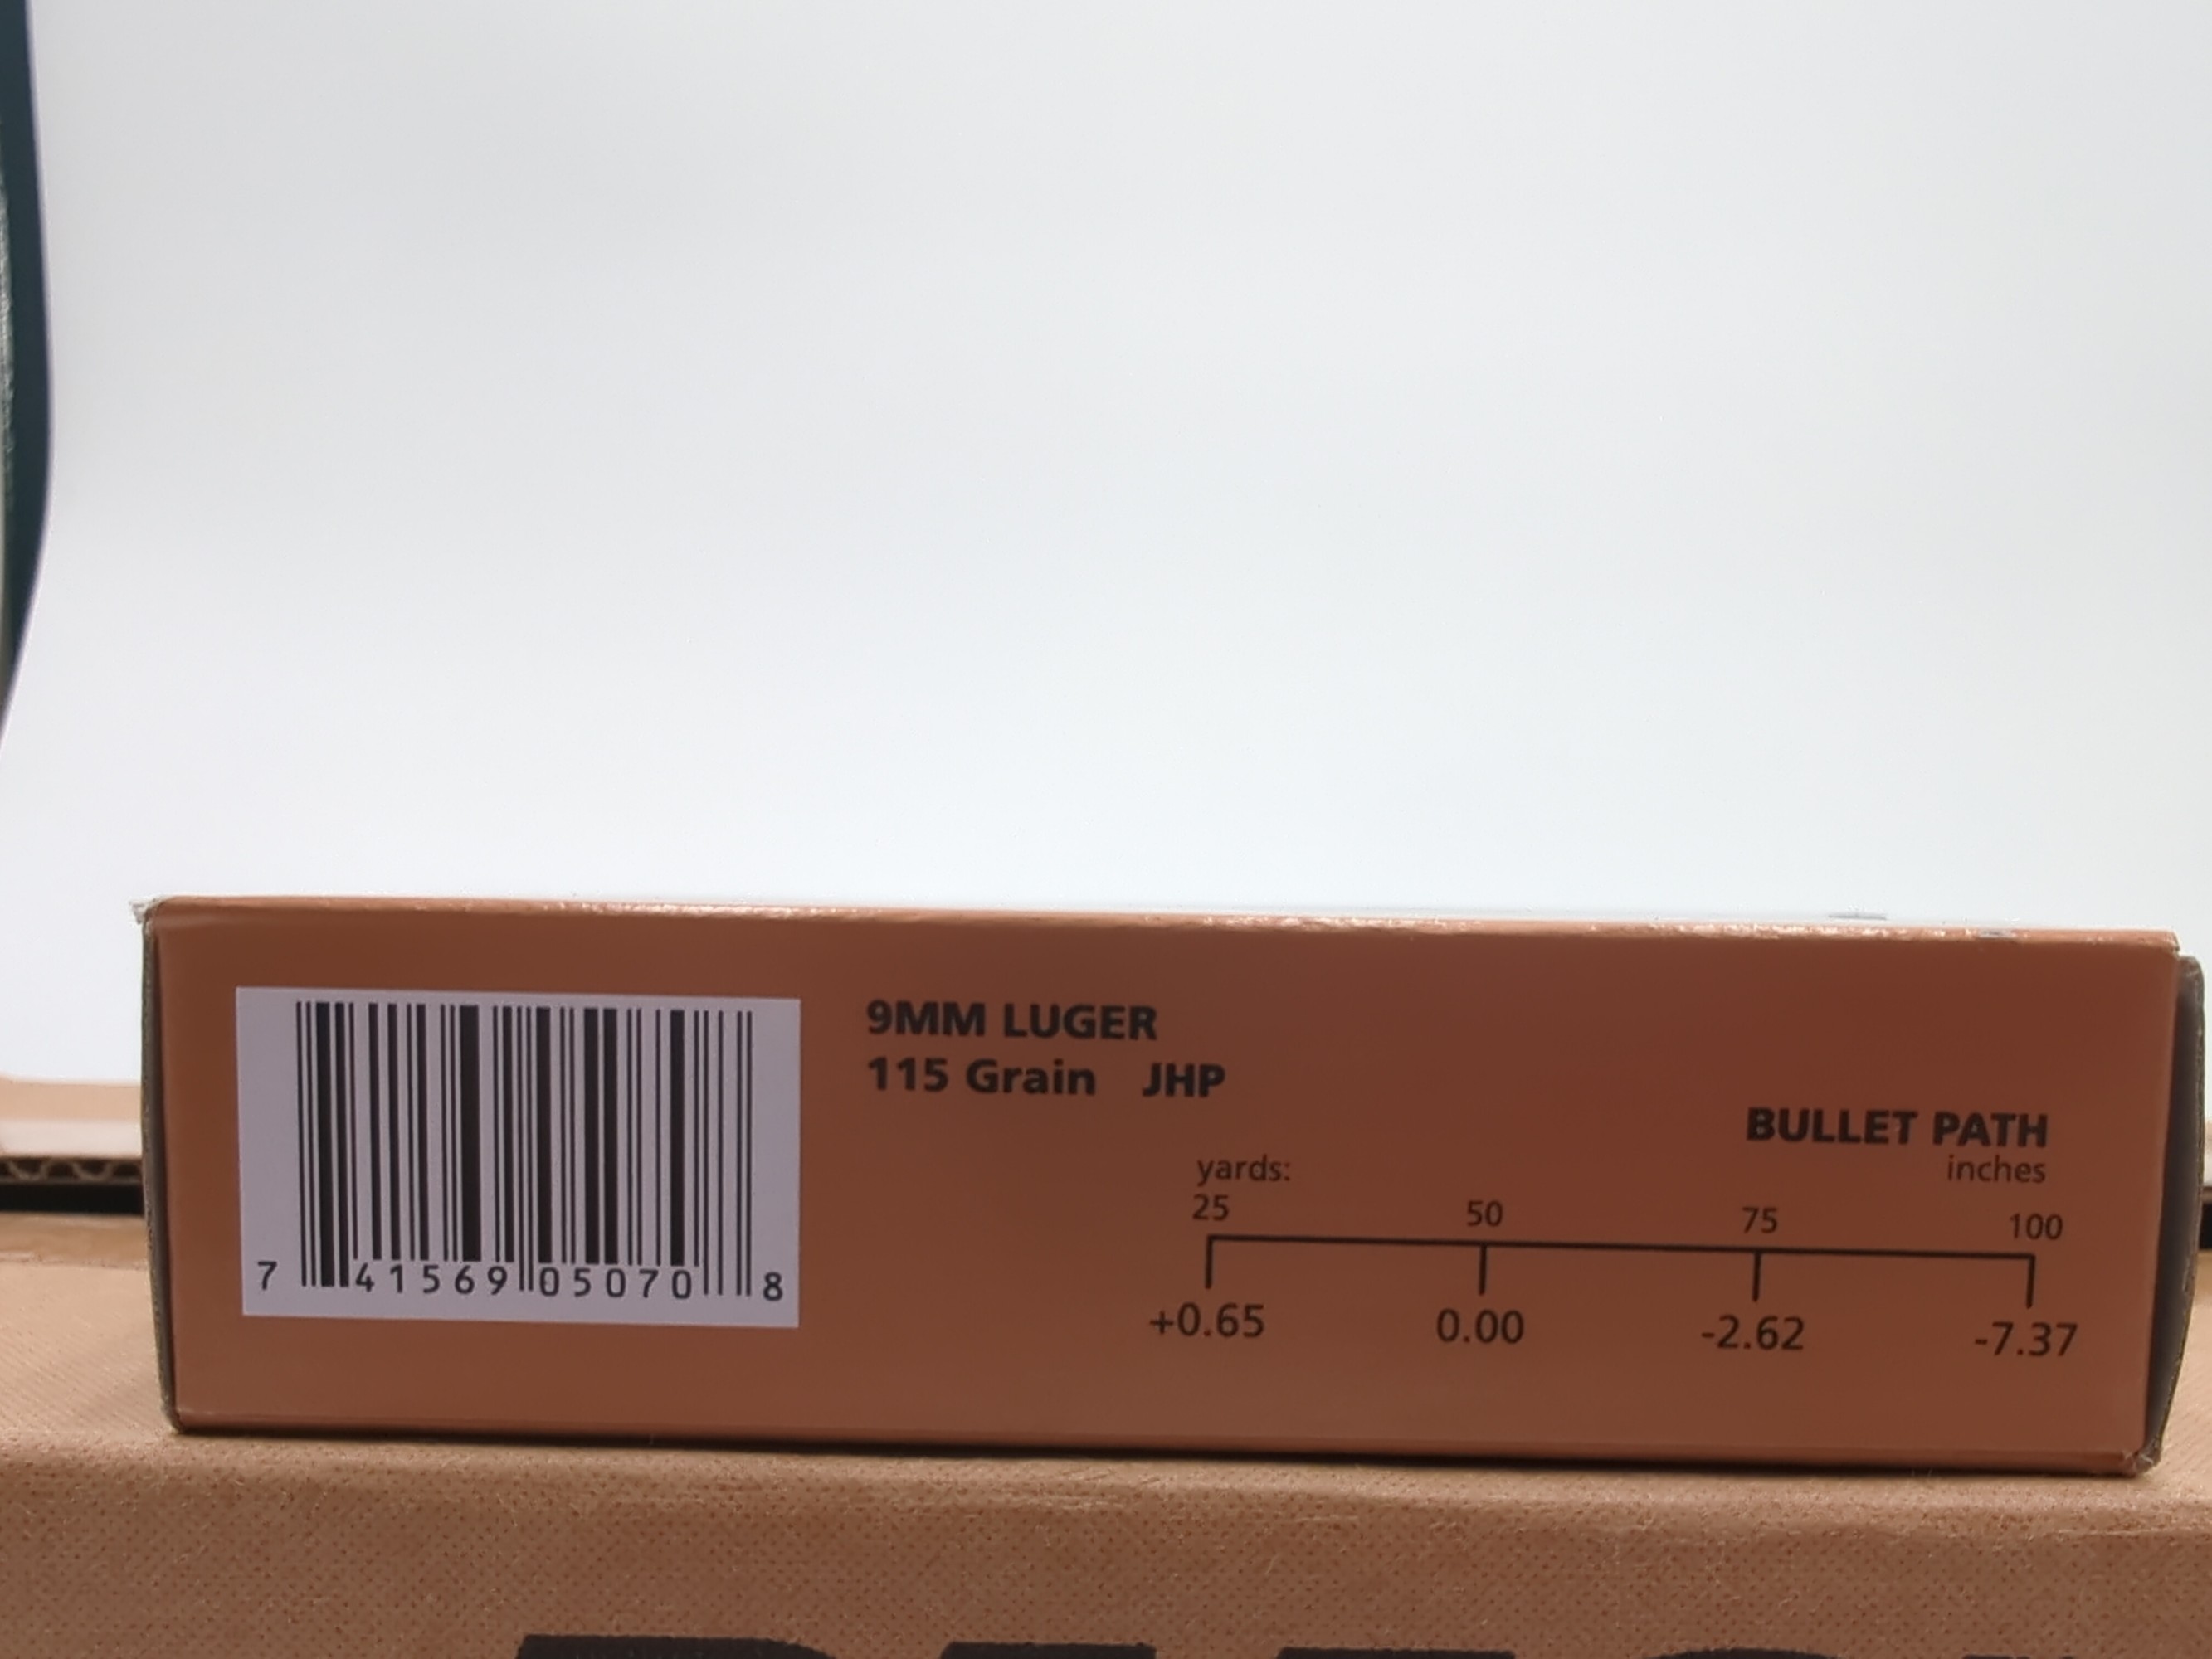 9MM LUGER
115 Grain JHP
BULLET PATH
inches
yards:
25 50 75 100
+0.65 0.00 -2.62 -7.37
7 41569 05070 8